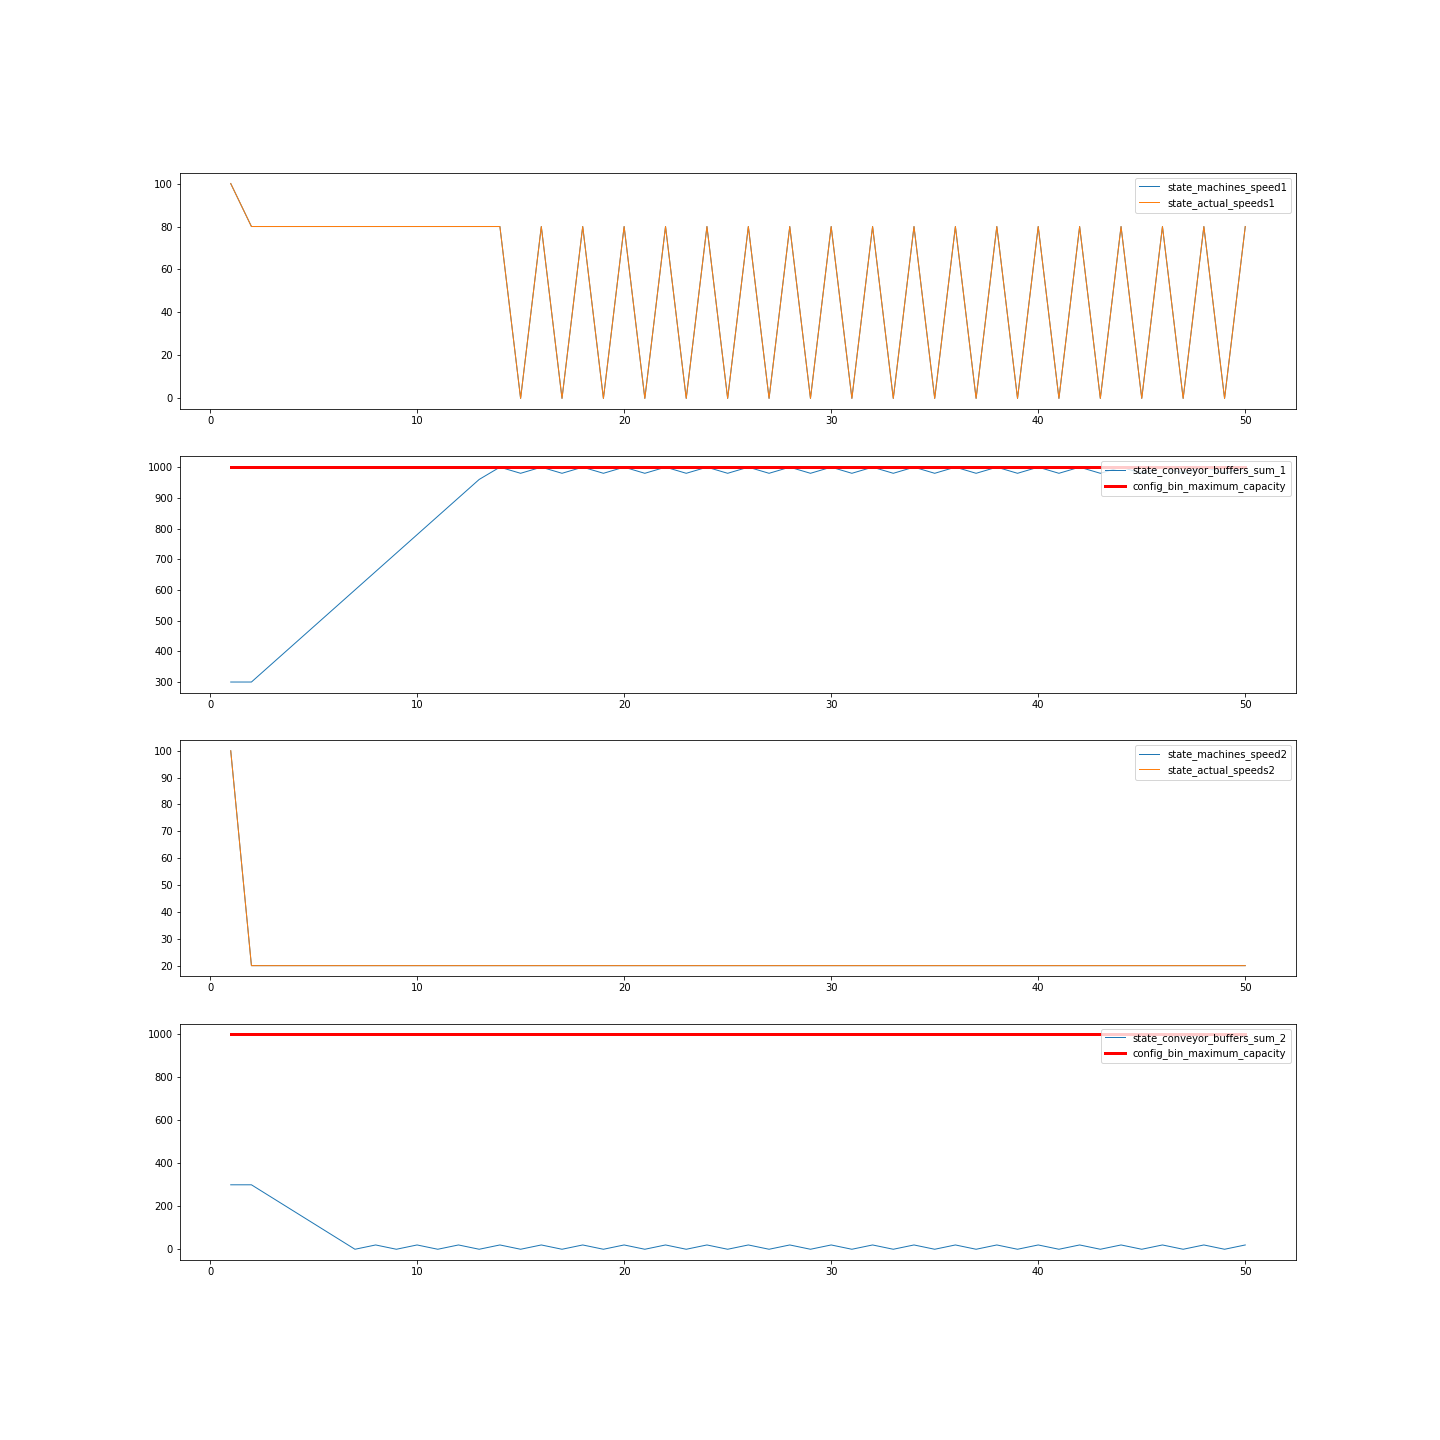 100
80
60
40
20
0
state_machines_speed1
state_actual_speeds1
0 10 20 30 40 50
1000
900
800
700
600
500
400
300
state_conveyor_buffers_sum_1
config_bin_maximum_capacity
0 10 20 30 40 50
100
90
80
70
60
50
40
30
20
state_machines_speed2
state_actual_speeds2
0 10 20 30 40 50
1000
800
600
400
200
0
state_conveyor_buffers_sum_2
config_bin_maximum_capacity
0 10 20 30 40 50